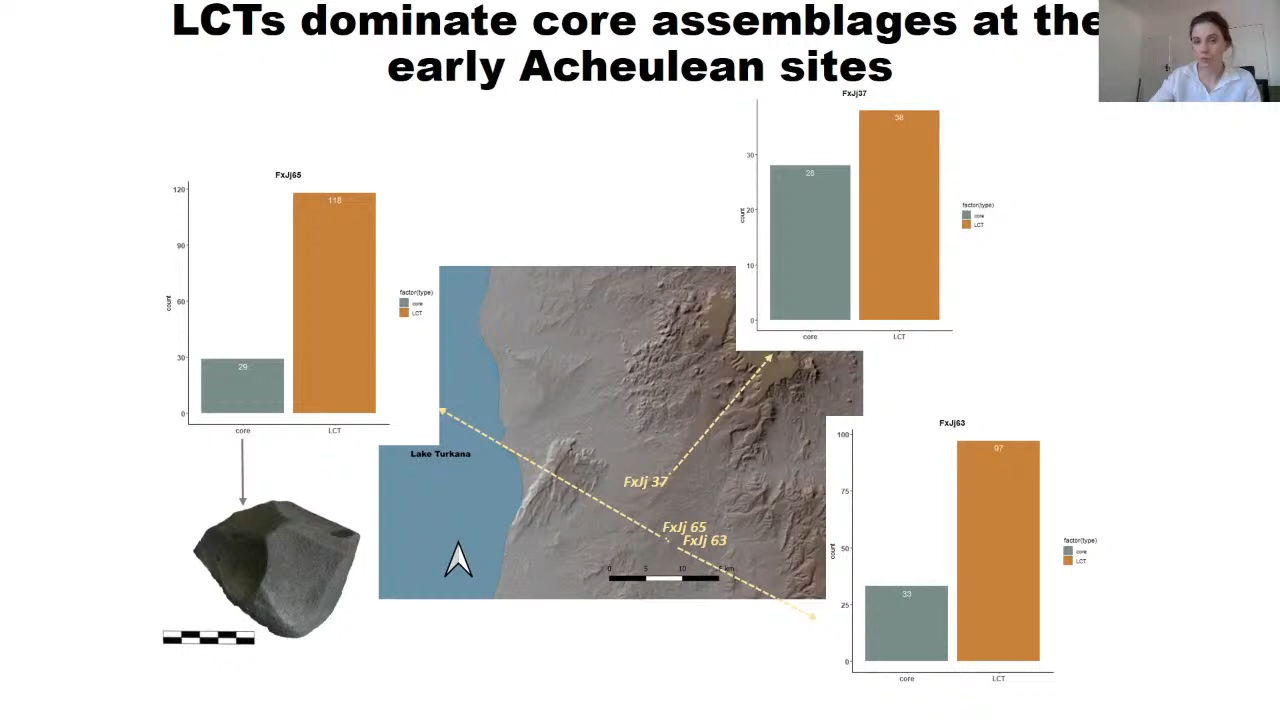 LCTs dominate core assemblages at the
early Acheulean sites
FxJj65
120
90
60
30
0
count
118
29
core
LCT
factor(type)
core
LCT
FxJj37
30
20
10
0
count
28
38
core
LCT
factor(type)
core
LCT
Lake Turkana
FxJj 37
FxJj 65
FxJj 63
0
5
10
km
FxJj63
100
75
50
25
0
count
33
97
core
LCT
factor(type)
core
LCT